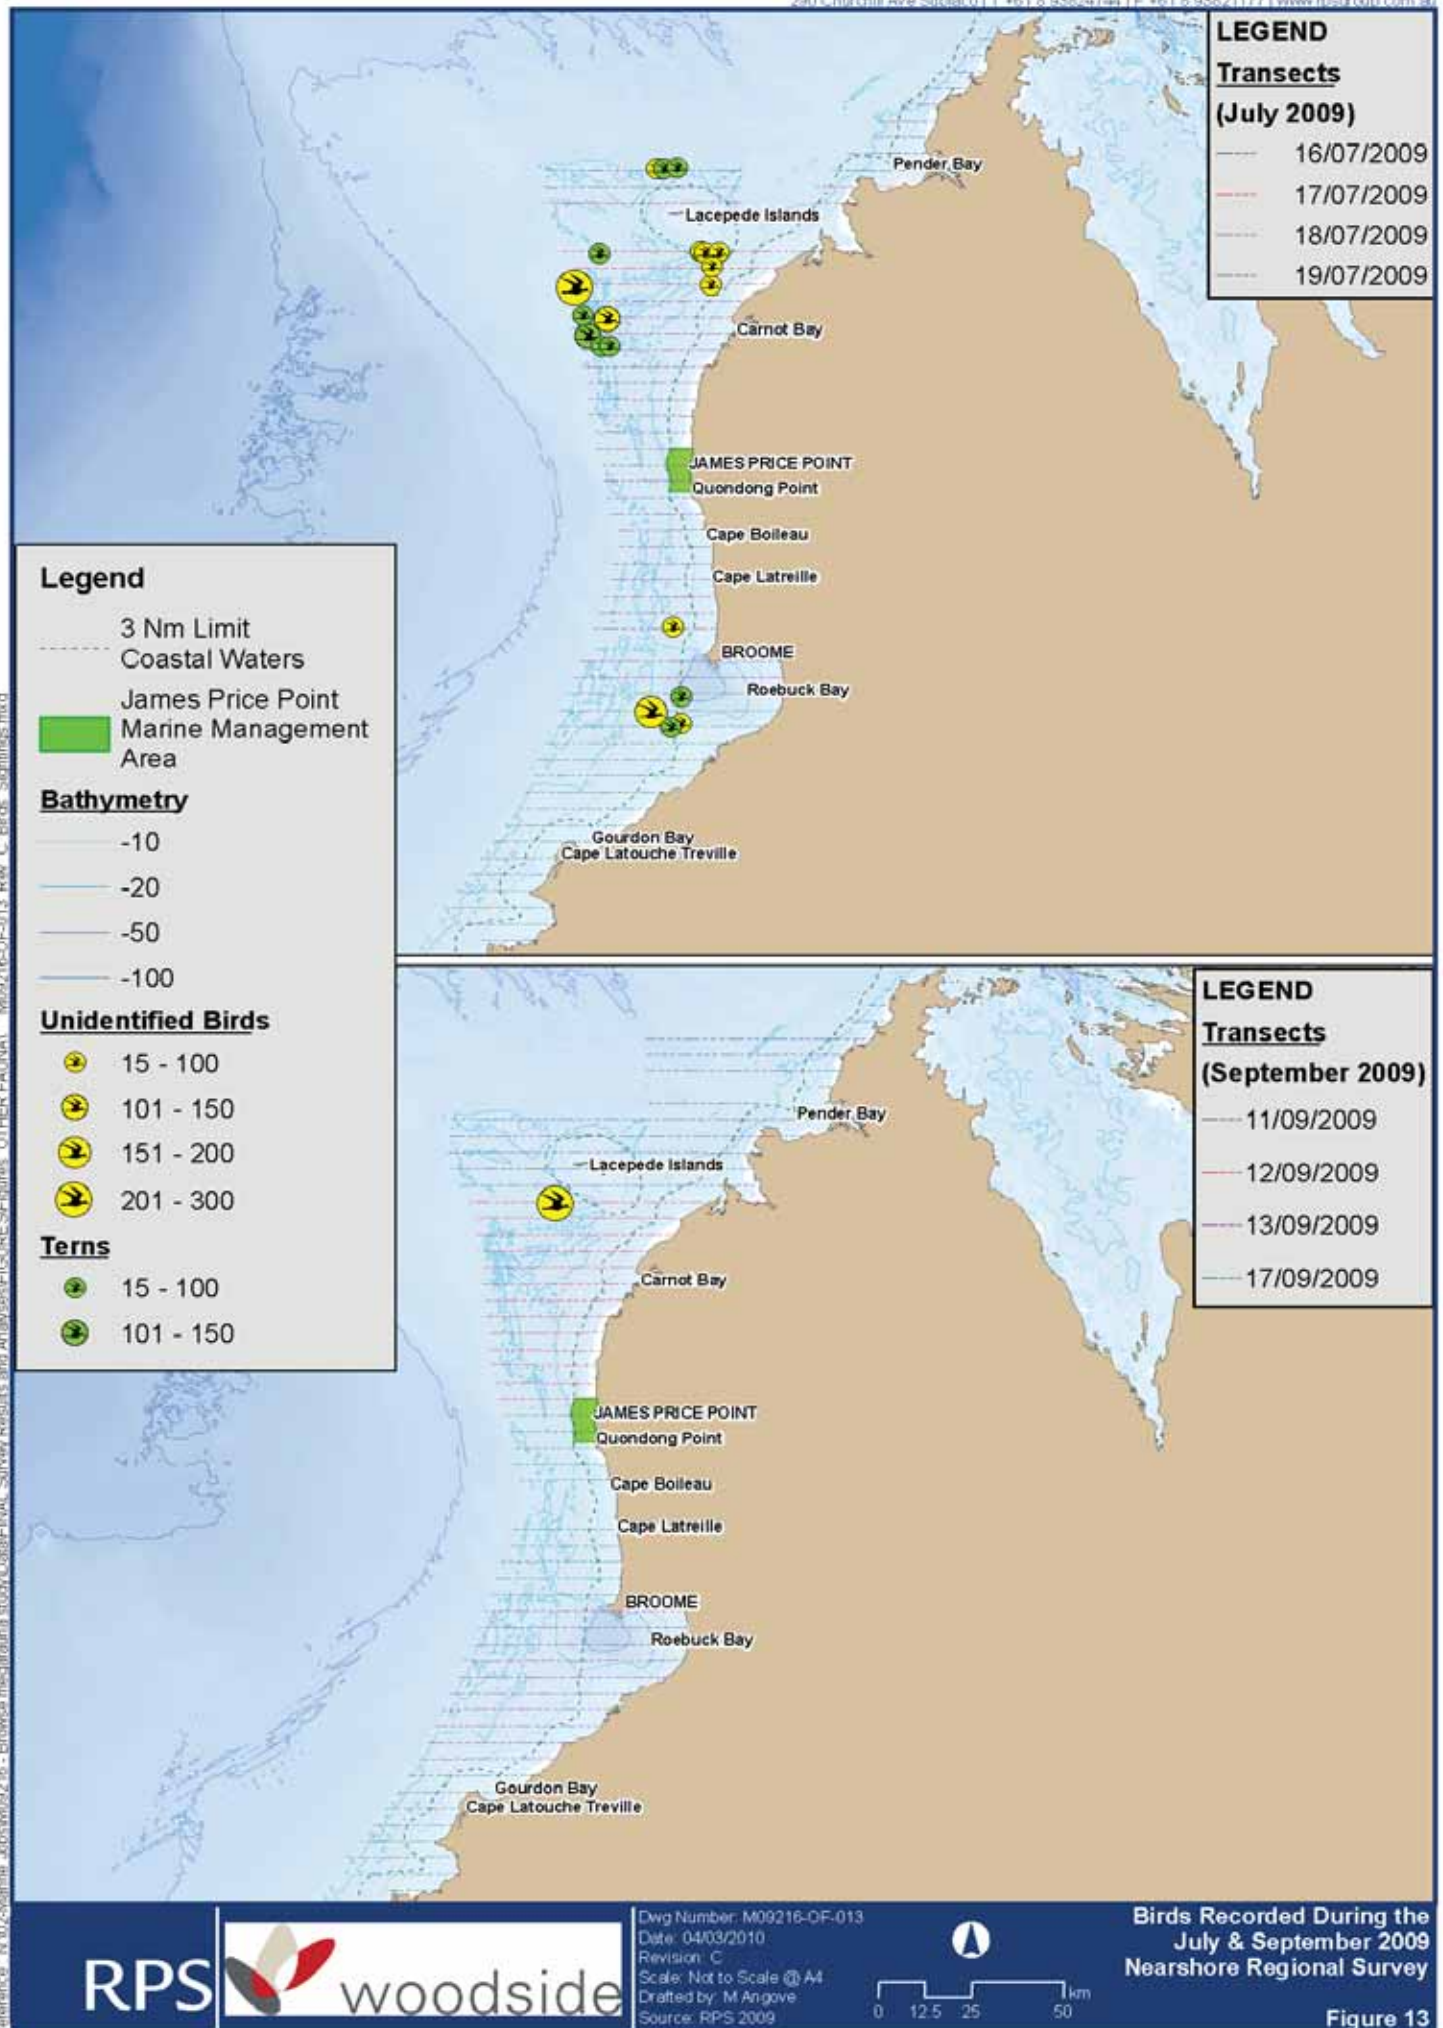 LEGEND
Transects
(July 2009)
16/07/2009
17/07/2009
18/07/2009
19/07/2009
Pender Bay
Lacepede Islands
Carnot Bay
JAMES PRICE POINT
Quondong Point
Cape Boileau
Cape Latreille
BROOME
Roebuck Bay
Gourdon Bay
Cape Latouche Treville
Legend
3 Nm Limit
Coastal Waters
James Price Point
Marine Management
Area
Bathymetry
-10
-20
-50
-100
Unidentified Birds
15 - 100
101 - 150
151 - 200
201 - 300
Terns
15 - 100
101 - 150
LEGEND
Transects
(September 2009)
11/09/2009
12/09/2009
13/09/2009
17/09/2009
Pender Bay
Lacepede Islands
Carnot Bay
JAMES PRICE POINT
Quondong Point
Cape Boileau
Cape Latreille
BROOME
Roebuck Bay
Gourdon Bay
Cape Latouche Treville
RPS
woodside
Dwg Number: M09216-OF-013
Date: 04/03/2010
Revision: C
Scale: Not to Scale @ A4
Drafted by: M Angove
Source: RPS 2009
km
0 12.5 25 50
Birds Recorded During the
July & September 2009
Nearshore Regional Survey
Figure 13